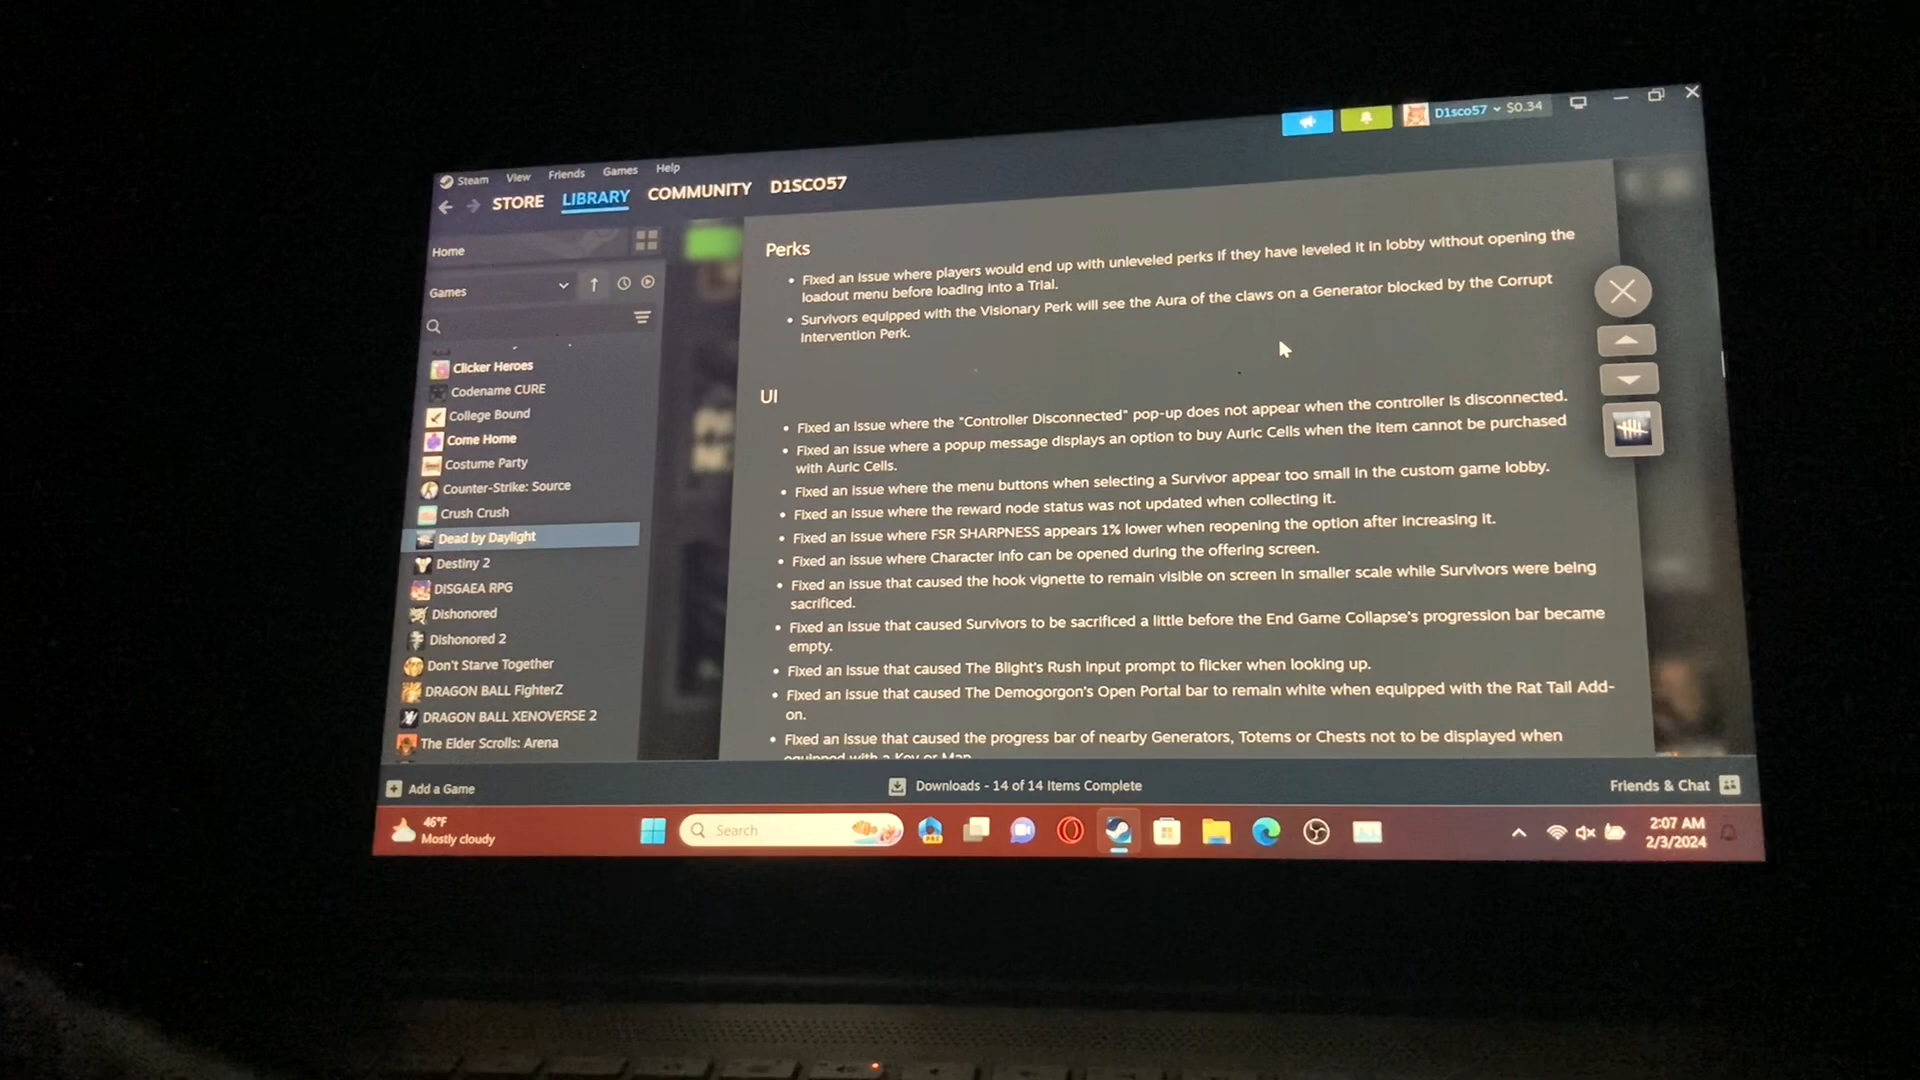 D1sco57 $0.34
Steam View Friends Games Help
STORE LIBRARY COMMUNITY D1SCO57
Home
Games
Clicker Heroes
Codename CURE
College Bound
Come Home
Costume Party
Counter-Strike: Source
Crush Crush
Dead by Daylight
Destiny 2
DISGAEA RPG
Dishonored
Dishonored 2
Don't Starve Together
DRAGON BALL FighterZ
DRAGON BALL XENOVERSE 2
The Elder Scrolls: Arena
Perks
• Fixed an issue where players would end up with unleveled perks if they have leveled it in lobby without opening the
loadout menu before loading into a Trial.
• Survivors equipped with the Visionary Perk will see the Aura of the claws on a Generator blocked by the Corrupt
Intervention Perk.
UI
• Fixed an issue where the "Controller Disconnected" pop-up does not appear when the controller is disconnected.
• Fixed an issue where a popup message displays an option to buy Auric Cells when the item cannot be purchased
with Auric Cells.
• Fixed an issue where the menu buttons when selecting a Survivor appear too small in the custom game lobby.
• Fixed an issue where the reward node status was not updated when collecting it.
• Fixed an issue where FSR SHARPNESS appears 1% lower when reopening the option after increasing it.
• Fixed an issue where Character info can be opened during the offering screen.
• Fixed an issue that caused the hook vignette to remain visible on screen in smaller scale while Survivors were being
sacrificed.
• Fixed an issue that caused Survivors to be sacrificed a little before the End Game Collapse's progression bar became
empty.
• Fixed an issue that caused The Blight's Rush input prompt to flicker when looking up.
• Fixed an issue that caused The Demogorgon's Open Portal bar to remain white when equipped with the Rat Tail Add-
on.
• Fixed an issue that caused the progress bar of nearby Generators, Totems or Chests not to be displayed when
equipped with a Key or Map
Add a Game
Downloads - 14 of 14 Items Complete
Friends & Chat
46°F
Mostly cloudy
Search
2:07 AM
2/3/2024